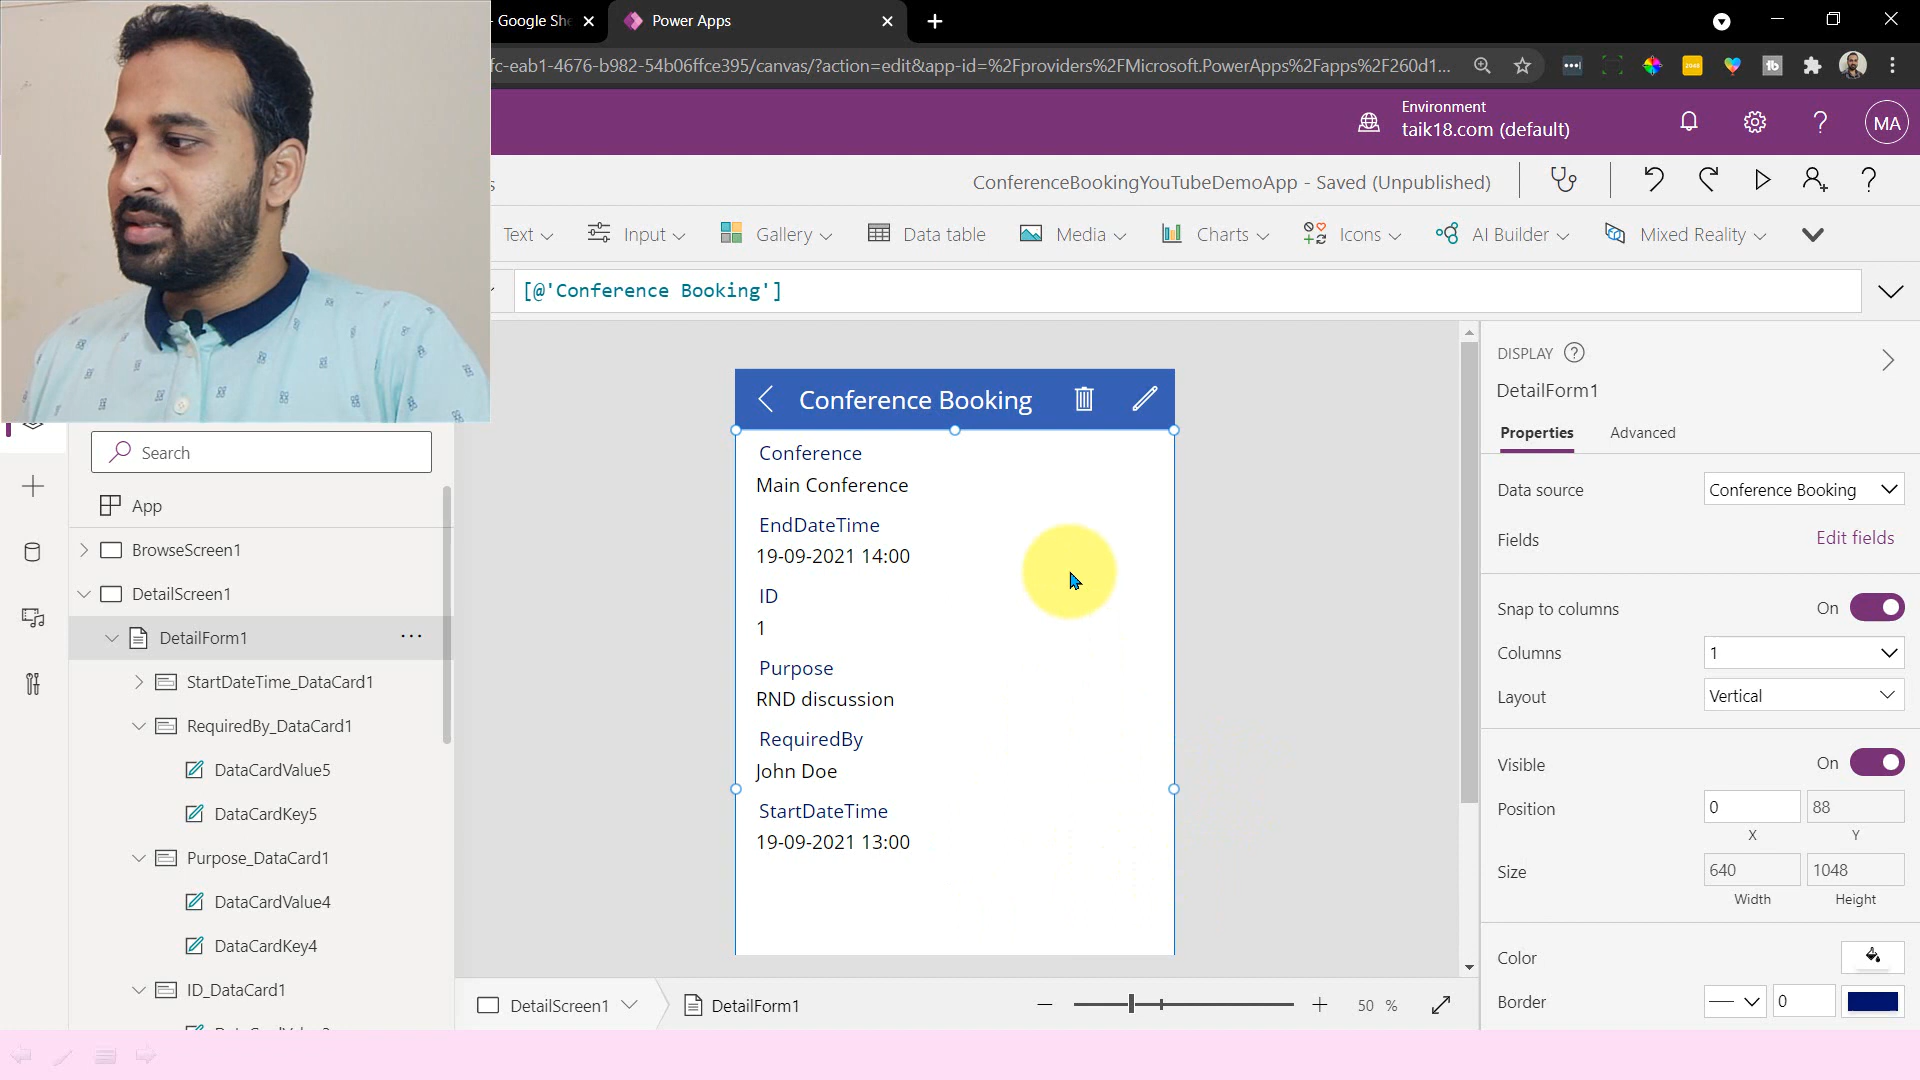 - Google She
Power Apps
fc-eab1-4676-b982-54b06ffce395/canvas/?action=edit&app-id=%2Fproviders%2FMicrosoft.PowerApps%2Fapps%2F260d1...
Environment
taik18.com (default)
MA
s
ConferenceBookingYouTubeDemoApp - Saved (Unpublished)
Text
Input
Gallery
Data table
Media
Charts
Icons
AI Builder
Mixed Reality
[@'Conference Booking']
Search
App
BrowseScreen1
DetailScreen1
DetailForm1
StartDateTime_DataCard1
RequiredBy_DataCard1
DataCardValue5
DataCardKey5
Purpose_DataCard1
DataCardValue4
DataCardKey4
ID_DataCard1
Conference Booking
Conference
Main Conference
EndDateTime
19-09-2021 14:00
ID
1
Purpose
RND discussion
RequiredBy
John Doe
StartDateTime
19-09-2021 13:00
DetailScreen1
DetailForm1
50 %
DISPLAY
DetailForm1
Properties Advanced
Data source Conference Booking
Fields Edit fields
Snap to columns On
Columns 1
Layout Vertical
Visible On
Position 0 88
X Y
Size 640 1048
Width Height
Color
Border 0